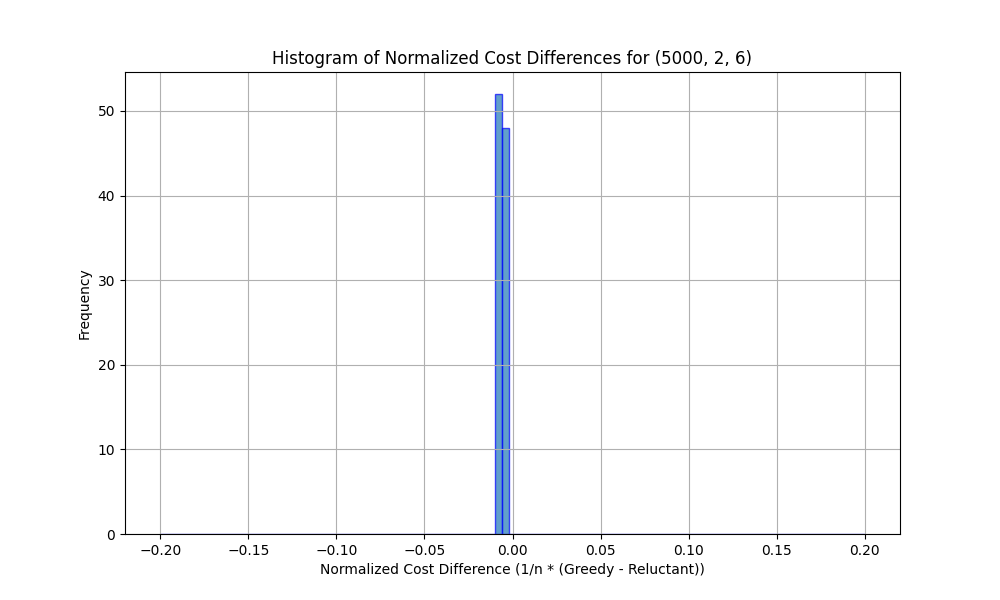 Histogram of Normalized Cost Differences for (5000, 2, 6)
Frequency
50
40
30
20
10
0
−0.20 −0.15 −0.10 −0.05 0.00 0.05 0.10 0.15 0.20
Normalized Cost Difference (1/n * (Greedy - Reluctant))